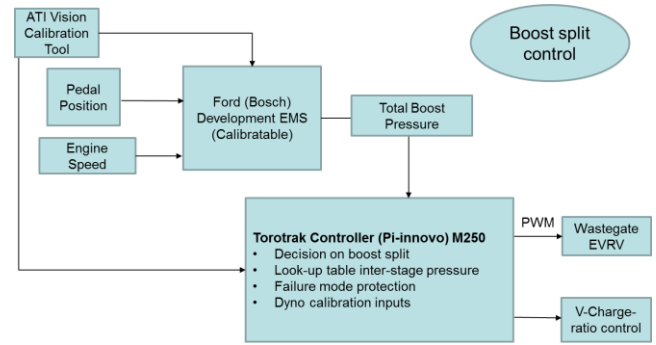 ATI Vision
Calibration
Tool
Boost split
control
Pedal
Position
Ford (Bosch)
Development EMS
(Calibratable)
Total Boost
Pressure
Engine
Speed
Torotrak Controller (Pi-innovo) M250
• Decision on boost split
• Look-up table inter-stage pressure
• Failure mode protection
• Dyno calibration inputs
PWM
Wastegate
EVRV
V-Charge-
ratio control